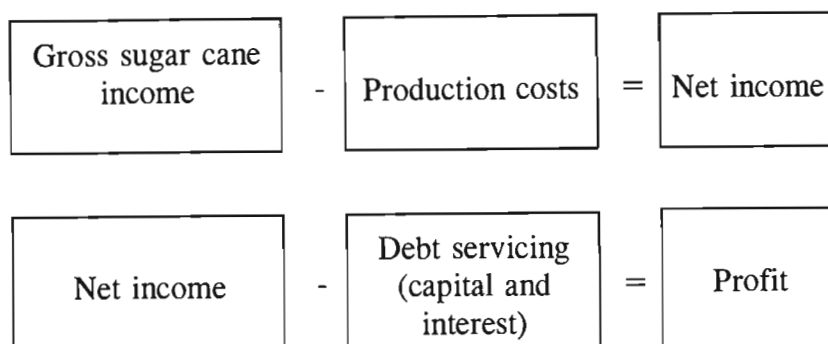 Gross sugar cane
income
- Production costs = Net income
Net income - Debt servicing
(capital and
interest) = Profit